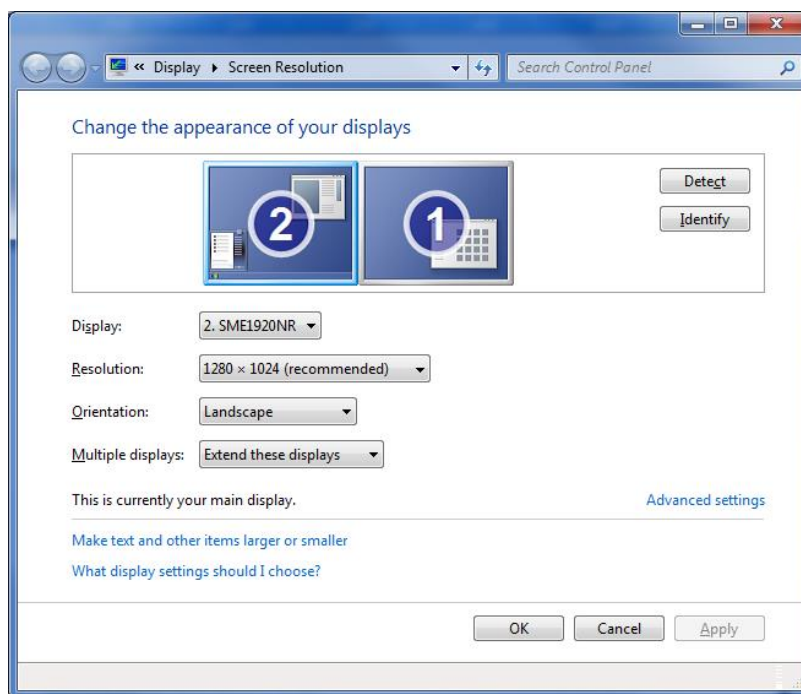 « Display ▸ Screen Resolution
Search Control Panel
Change the appearance of your displays
2
1
Detect
Identify
Display: 2. SME1920NR
Resolution: 1280 × 1024 (recommended)
Orientation: Landscape
Multiple displays: Extend these displays
This is currently your main display. Advanced settings
Make text and other items larger or smaller
What display settings should I choose?
OK Cancel Apply